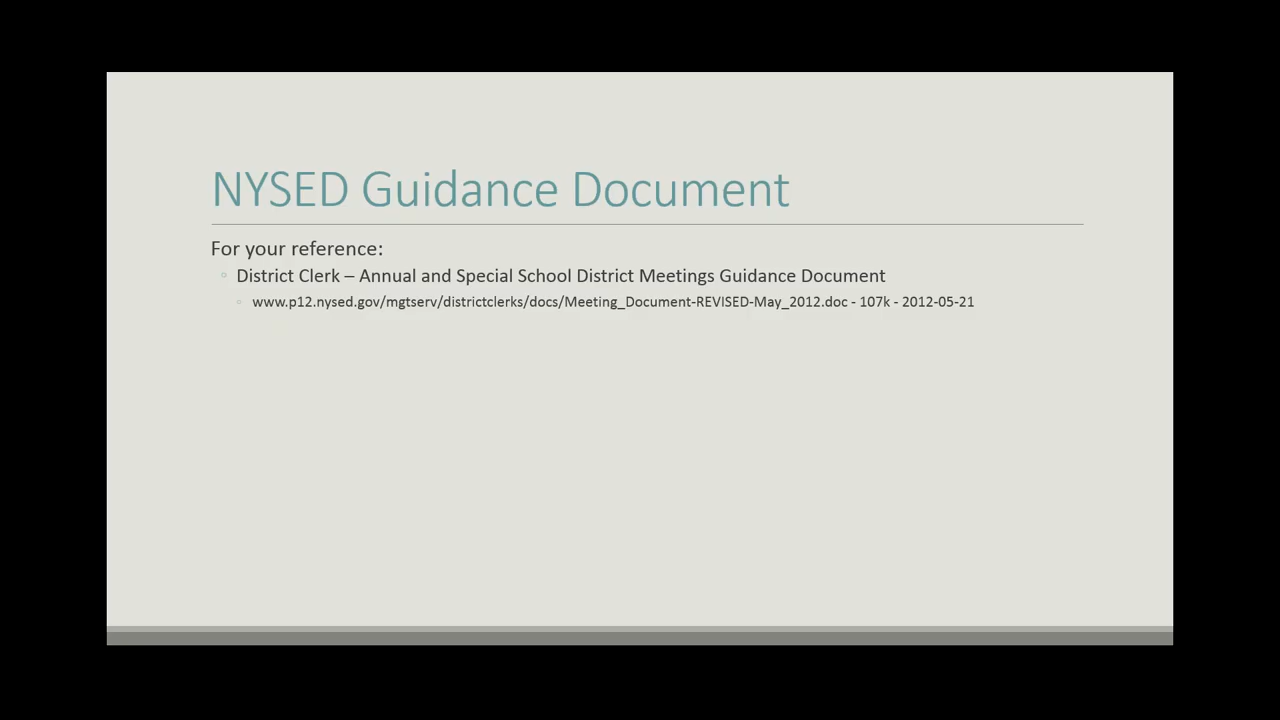 NYSED Guidance Document
For your reference:
District Clerk – Annual and Special School District Meetings Guidance Document
www.p12.nysed.gov/mgtserv/districtclerks/docs/Meeting_Document-REVISED-May_2012.doc - 107k - 2012-05-21